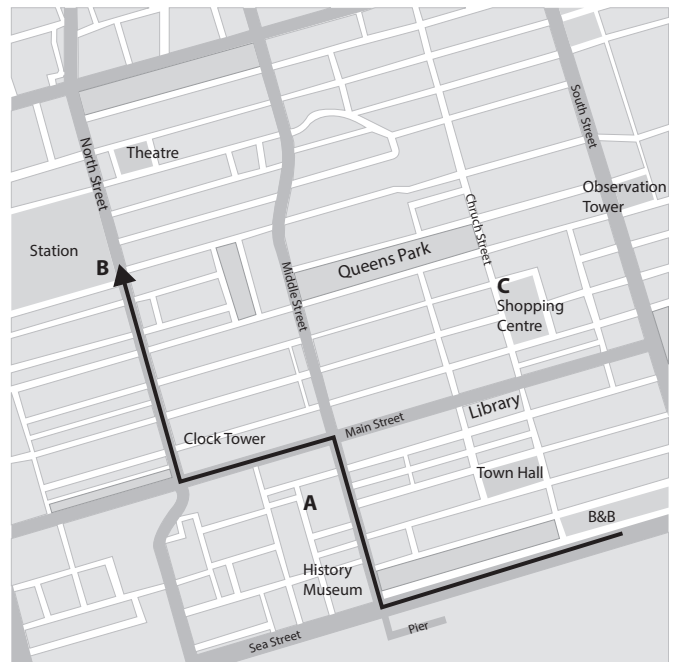 North Street
Theatre
South Street
Observation
Tower
Chruch Street
Station
B
Queens Park
Middle Street
C
Shopping
Centre
Main Street
Library
Clock Tower
Town Hall
A
B&B
History
Museum
Sea Street
Pier